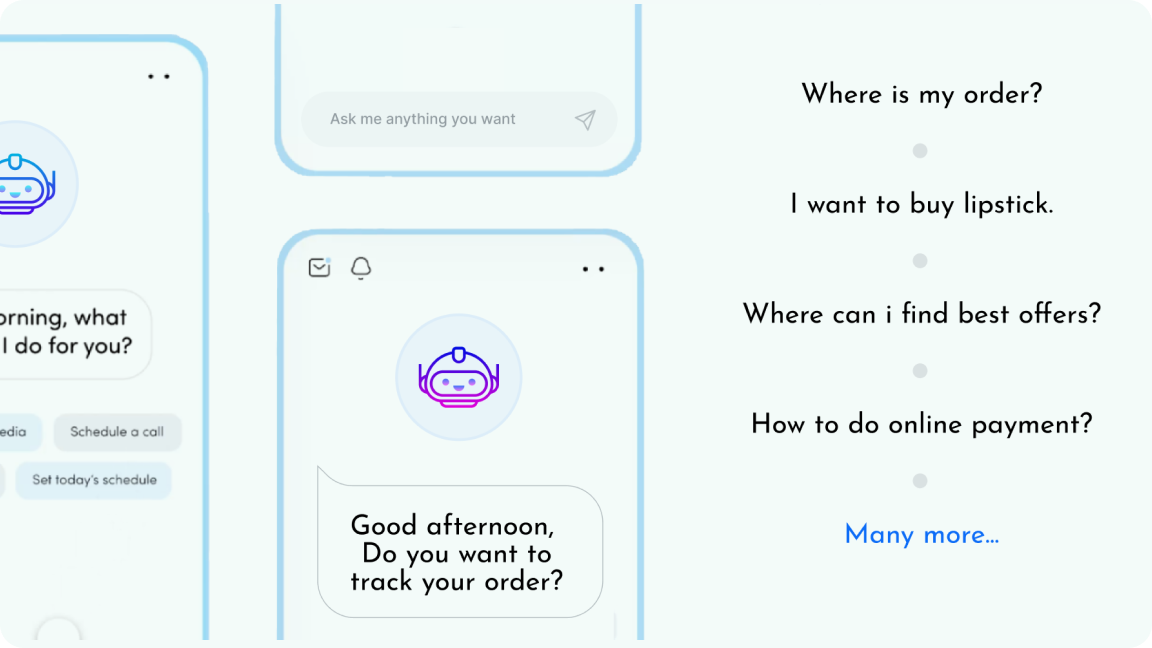 orning, what
I do for you?
edia
Schedule a call
Set today's schedule
Ask me anything you want
Good afternoon,
Do you want to
track your order?
Where is my order?
I want to buy lipstick.
Where can i find best offers?
How to do online payment?
Many more...